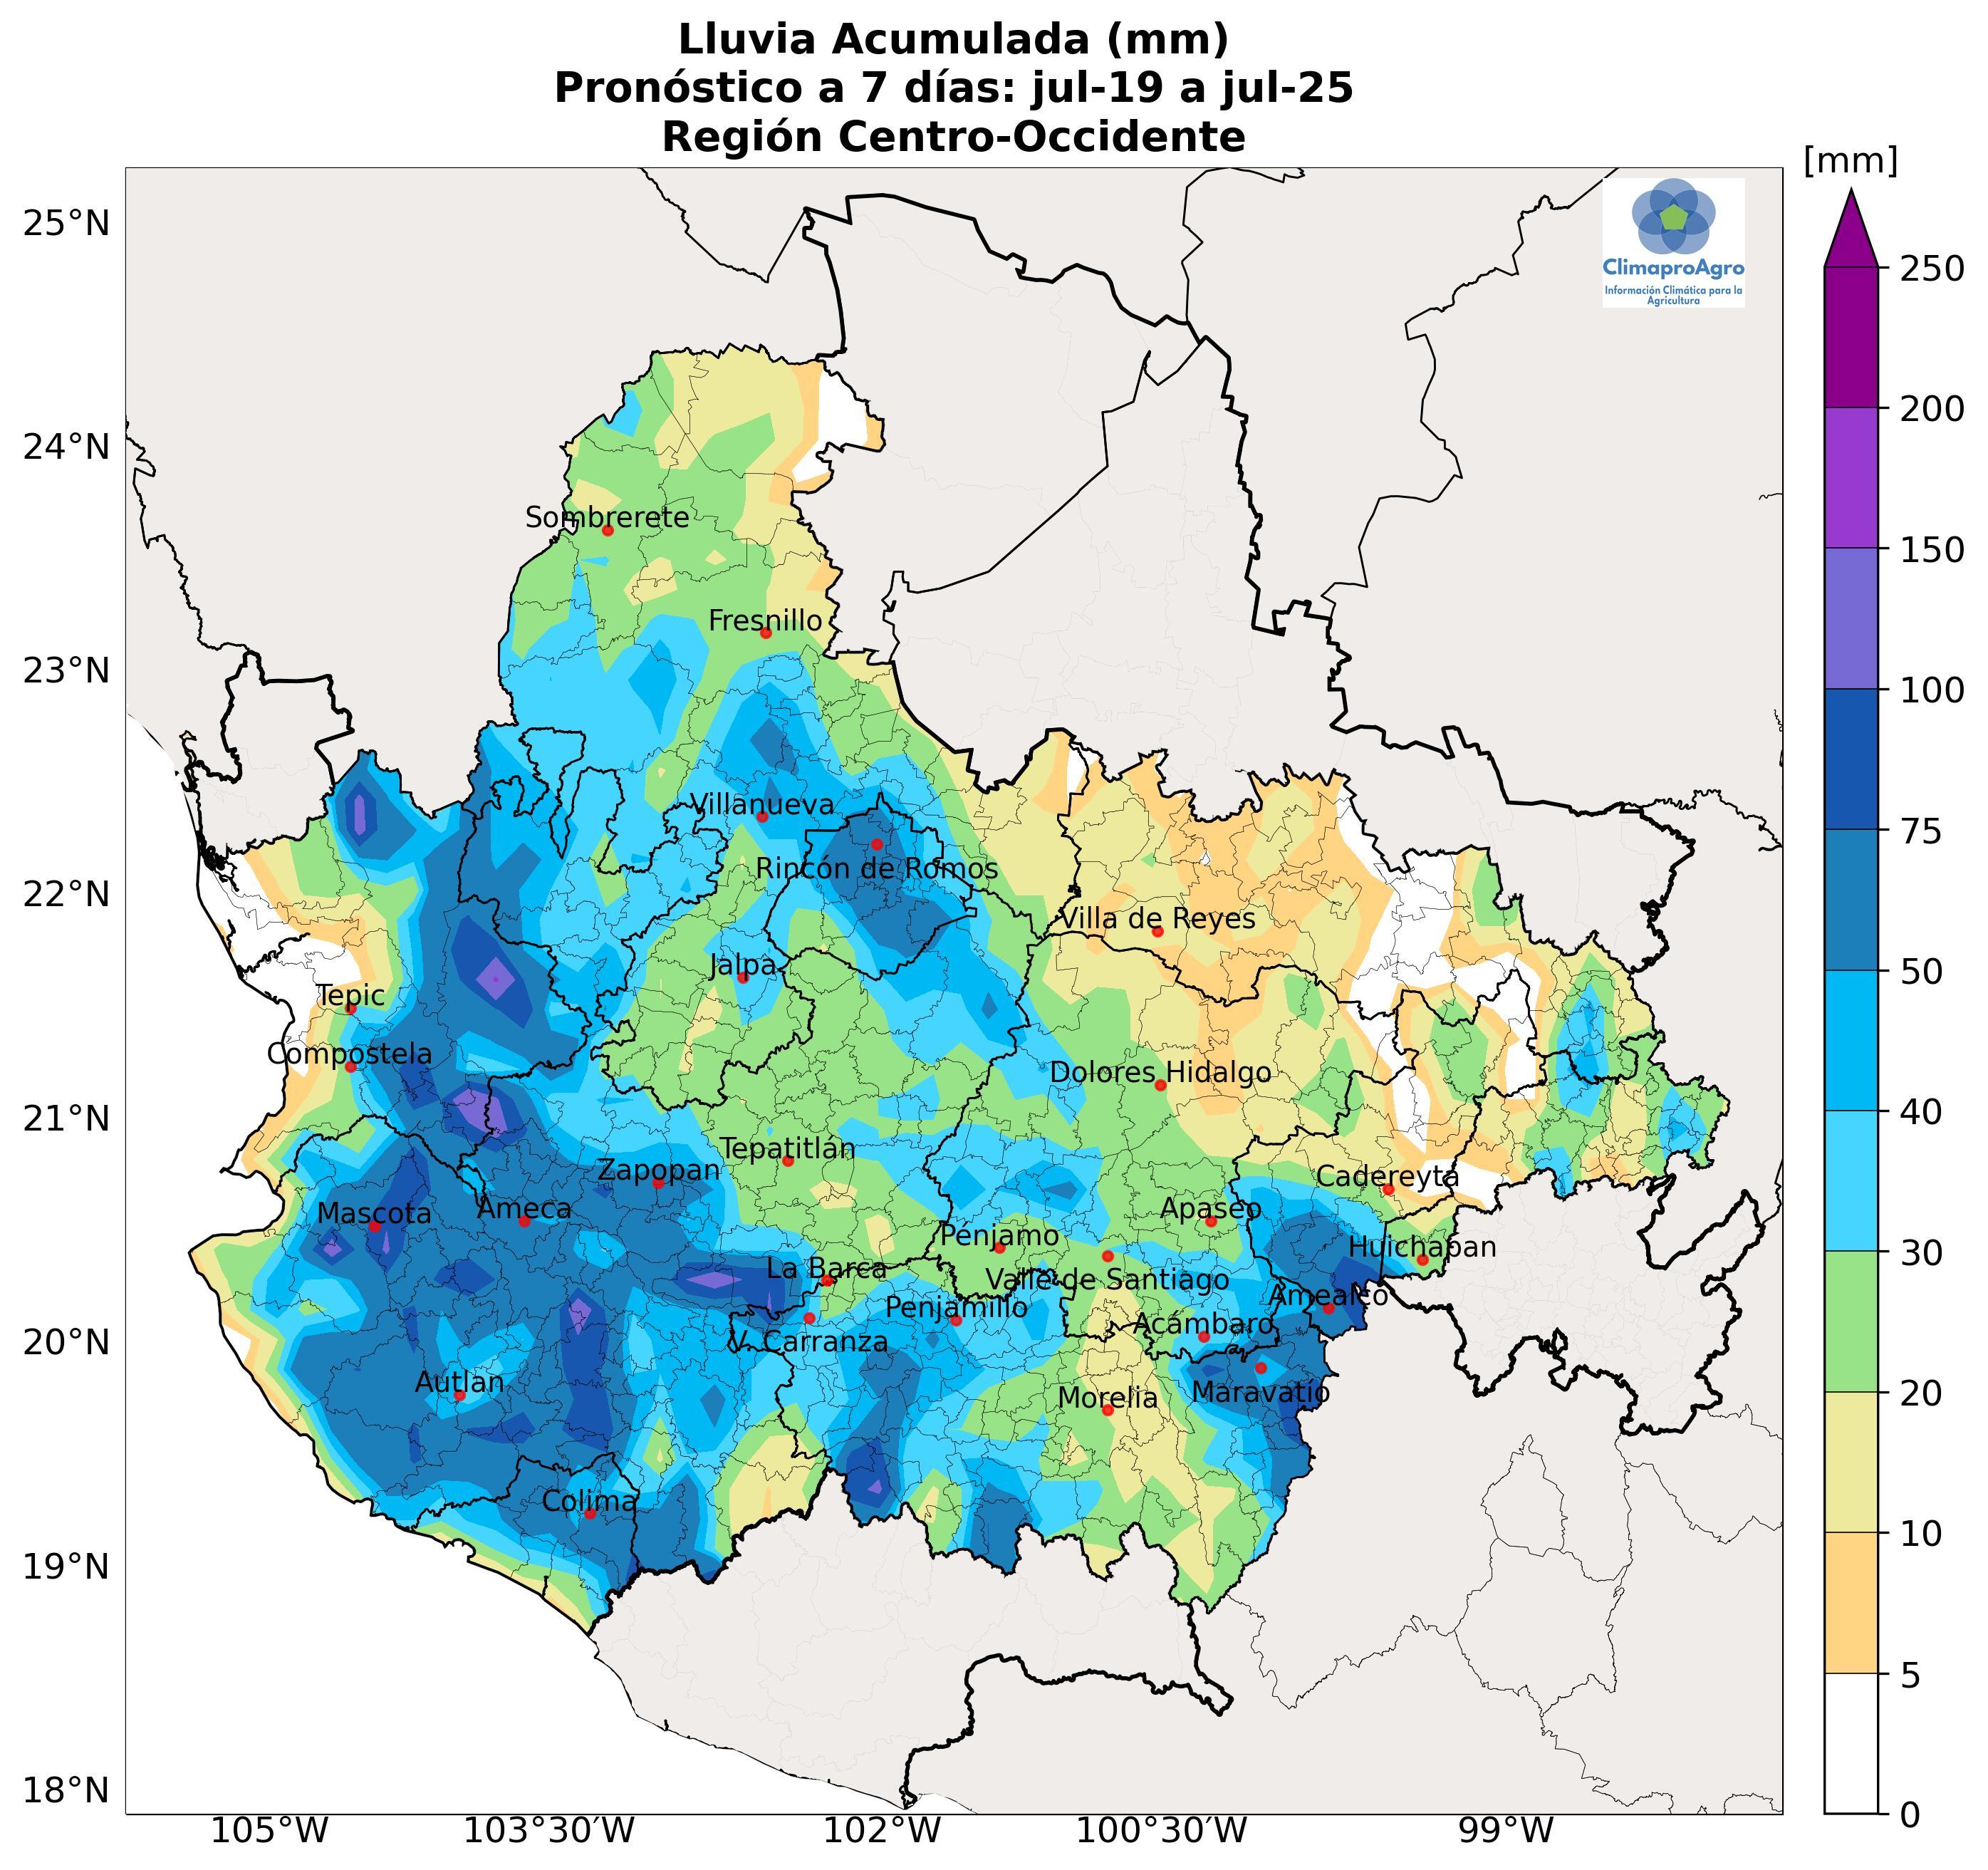 Lluvia Acumulada (mm)
Pronóstico a 7 días: jul-19 a jul-25
Región Centro-Occidente
[mm]
ClimaproAgro
Información Climática para la
Agricultura
25°N
24°N
23°N
22°N
21°N
20°N
19°N
18°N
Sombrerete
Fresnillo
Villanueva
Rincón de Romos
Villa de Reyes
Jalpa
Tepic
Compostela
Dolores Hidalgo
Tepatitlán
Zapopan
Cadereyta
Mascota
Ameca
Apaseo
Penjamo
Huichapan
La Barca
Valle de Santiago
Amealco
Penjamillo
Acámbaro
V. Carranza
Autlan
Morelia
Maravatío
Colima
105°W
103°30'W
102°W
100°30'W
99°W
250
200
150
100
75
50
40
30
20
10
5
0